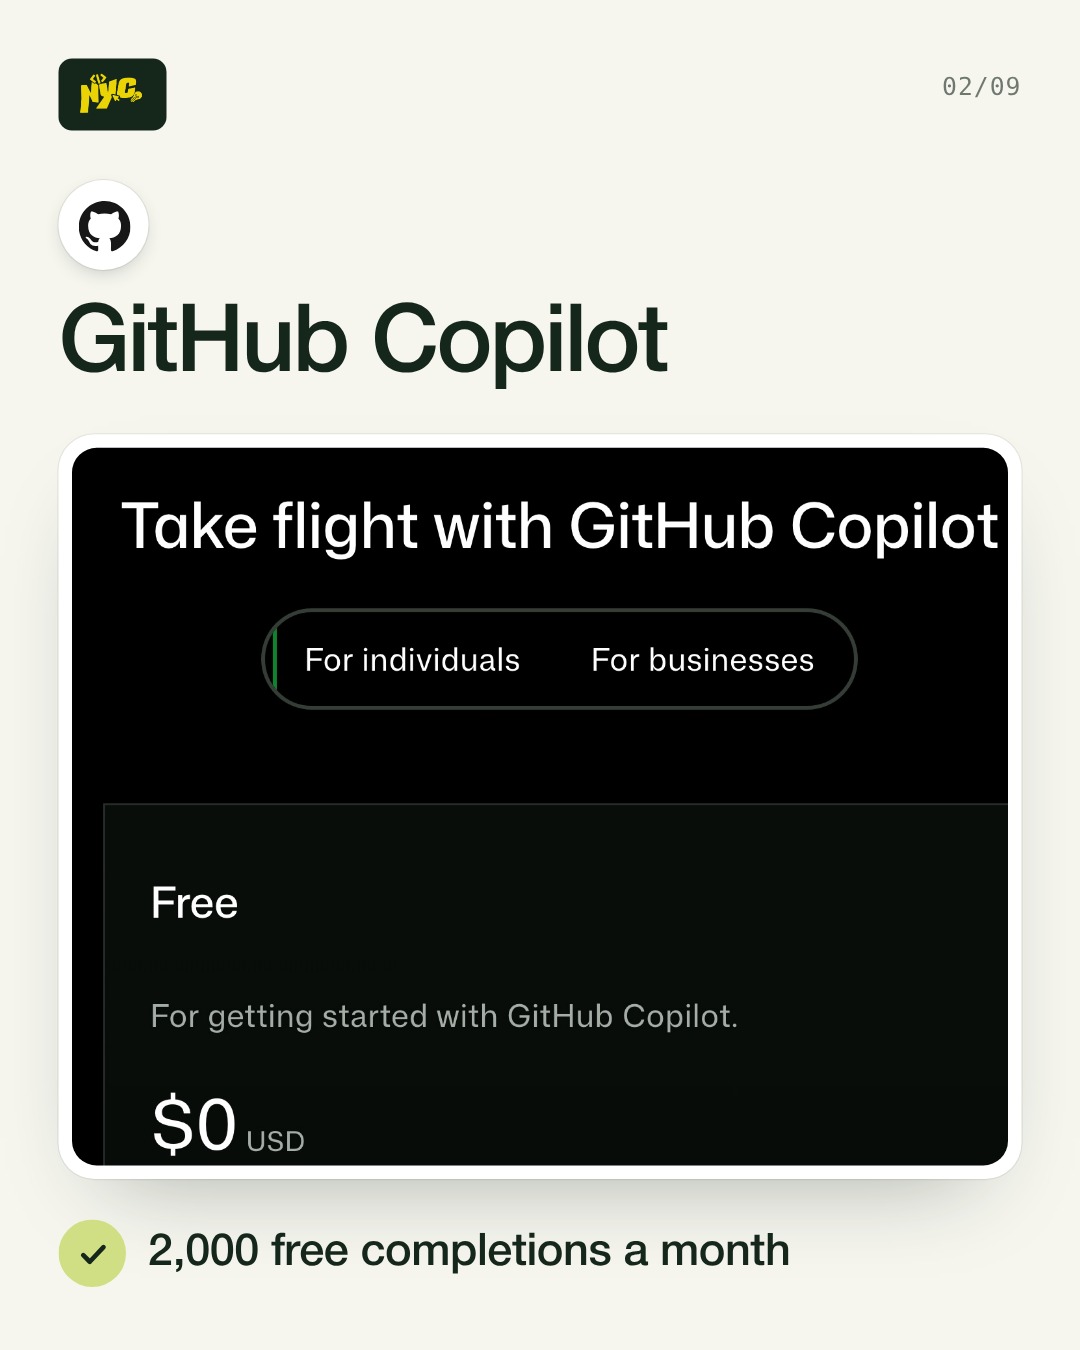 NYC
02/09
GitHub Copilot
Take flight with GitHub Copilot
For individuals
For businesses
Free
For getting started with GitHub Copilot.
$0 USD
2,000 free completions a month